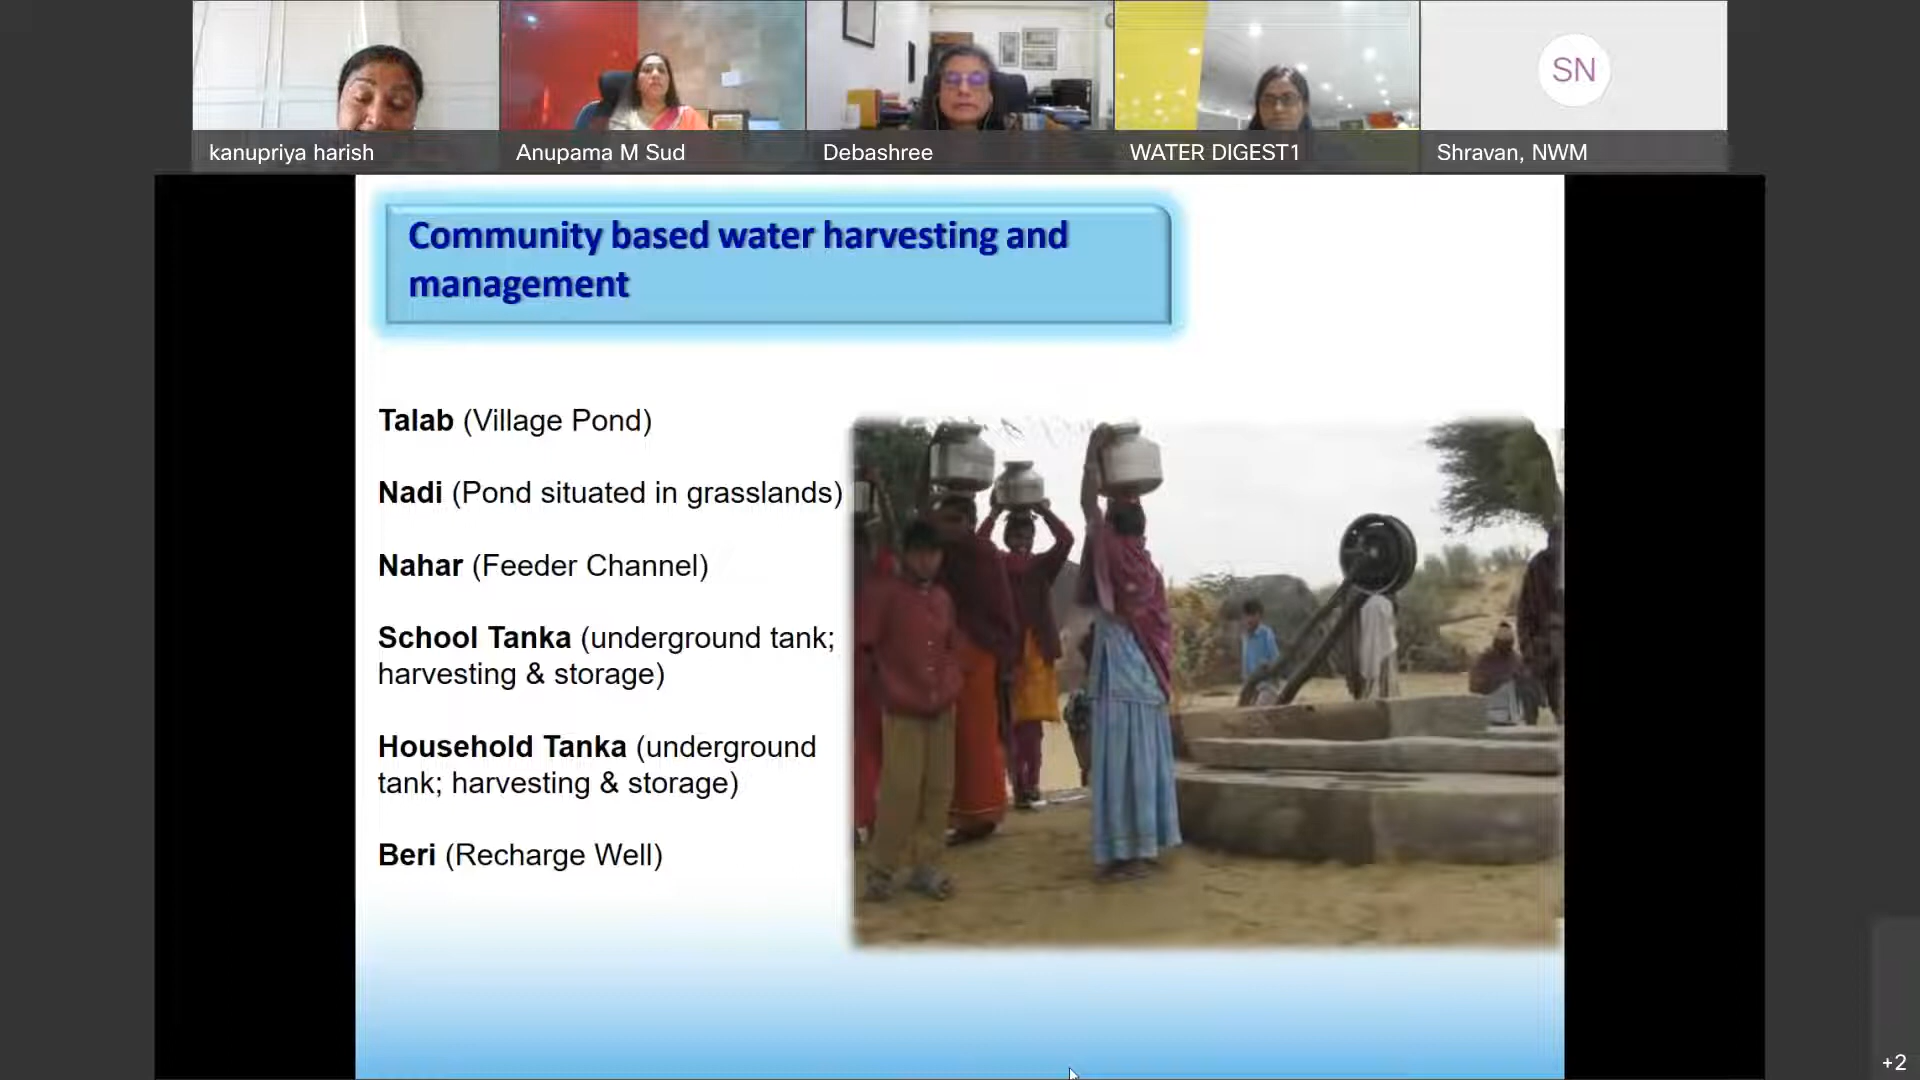 kanupriya harish
Anupama M Sud
Debashree
WATER DIGEST1
SN
Shravan, NWM
Community based water harvesting and
management
Talab (Village Pond)
Nadi (Pond situated in grasslands)
Nahar (Feeder Channel)
School Tanka (underground tank;
harvesting & storage)
Household Tanka (underground
tank; harvesting & storage)
Beri (Recharge Well)
+2